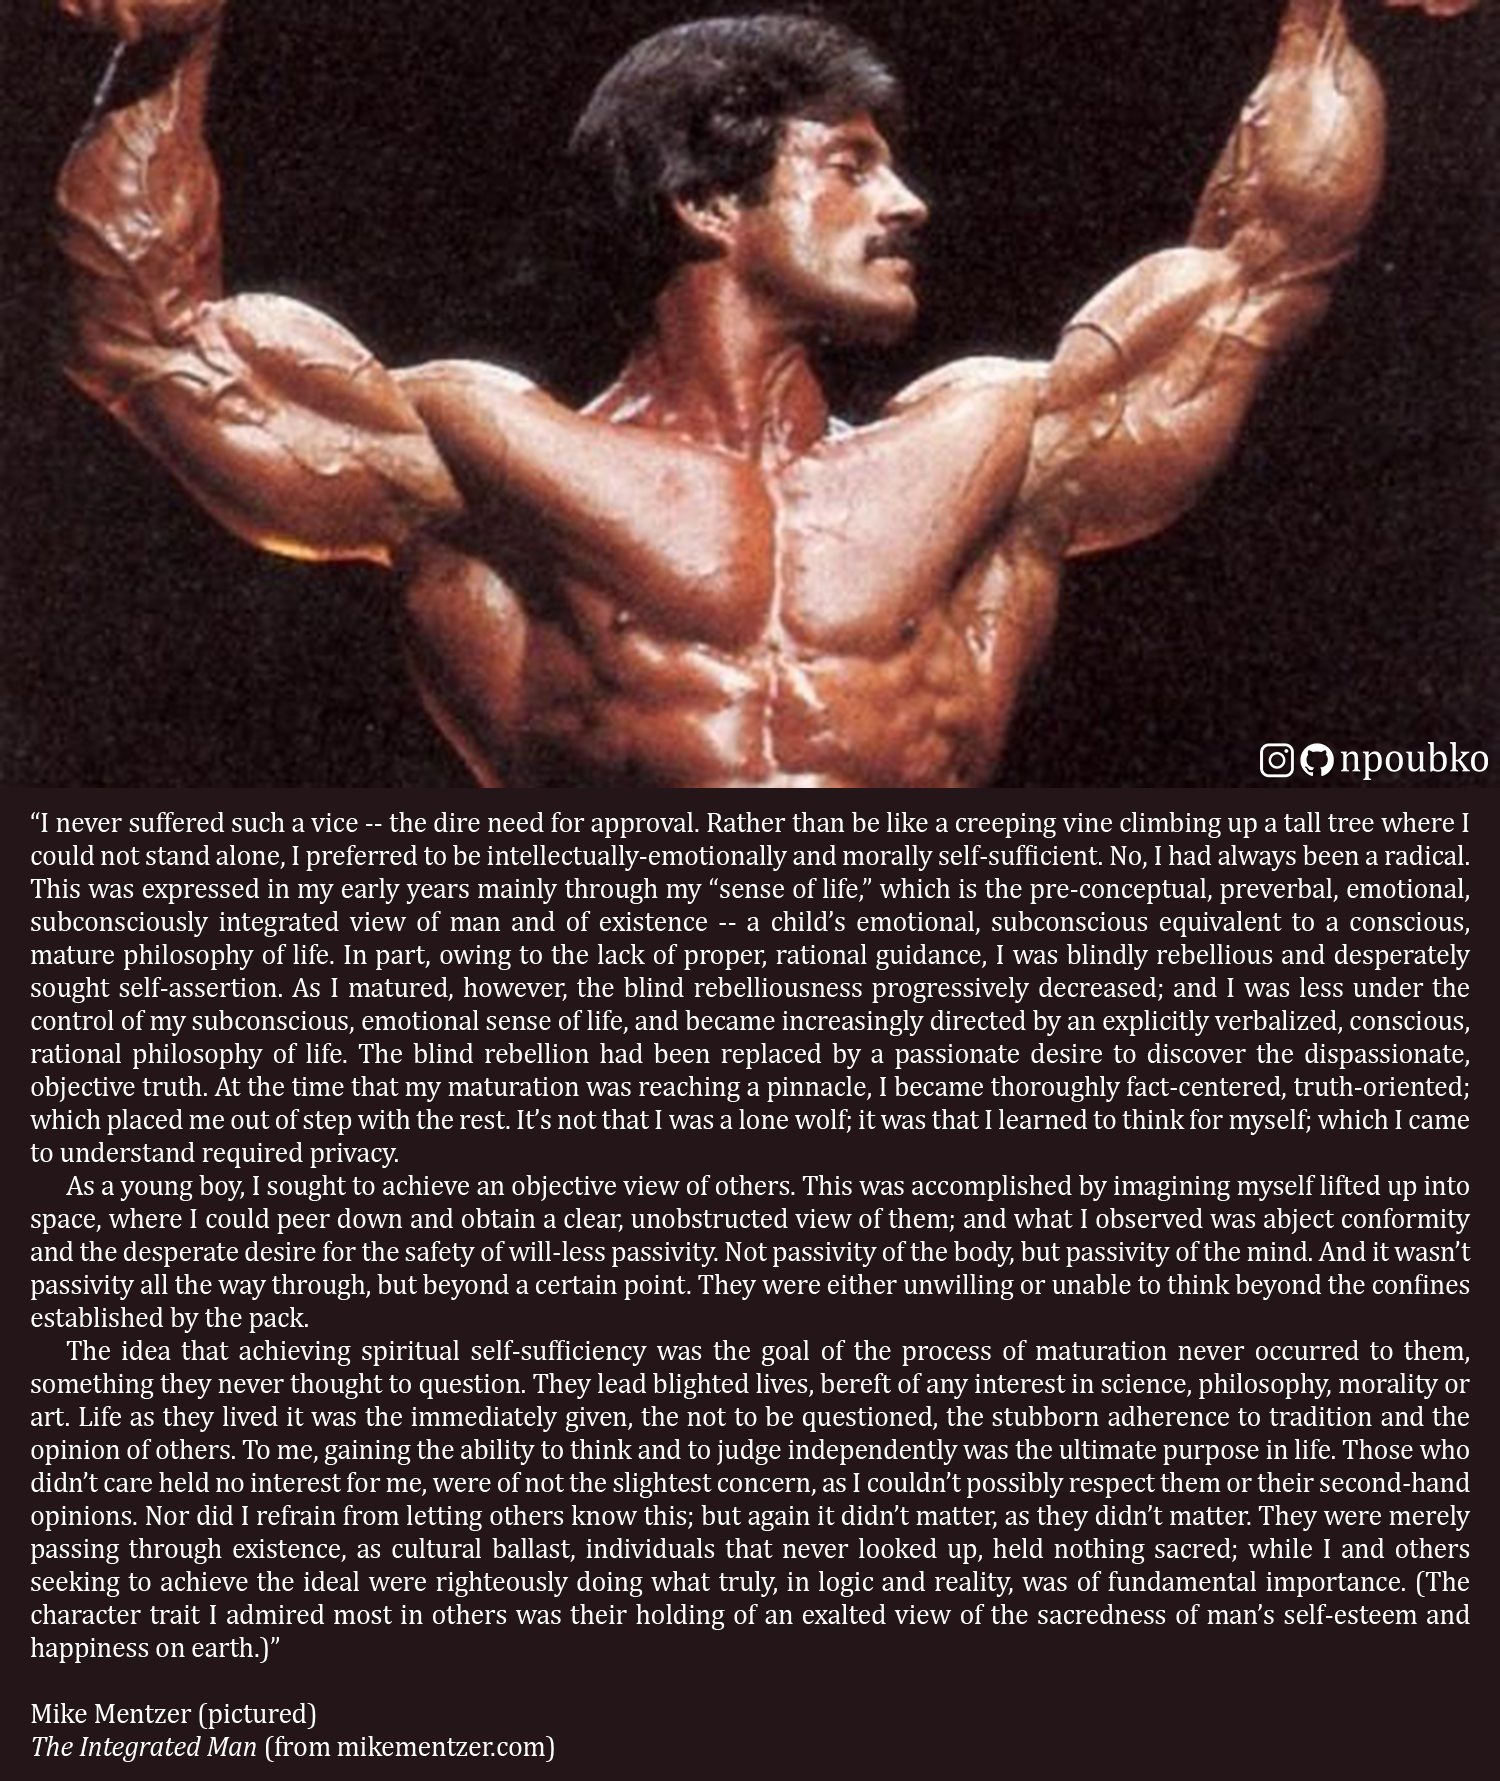 npoubko
“I never suffered such a vice -- the dire need for approval. Rather than be like a creeping vine climbing up a tall tree where I
could not stand alone, I preferred to be intellectually-emotionally and morally self-sufficient. No, I had always been a radical.
This was expressed in my early years mainly through my “sense of life,” which is the pre-conceptual, preverbal, emotional,
subconsciously integrated view of man and of existence -- a child’s emotional, subconscious equivalent to a conscious,
mature philosophy of life. In part, owing to the lack of proper, rational guidance, I was blindly rebellious and desperately
sought self-assertion. As I matured, however, the blind rebelliousness progressively decreased; and I was less under the
control of my subconscious, emotional sense of life, and became increasingly directed by an explicitly verbalized, conscious,
rational philosophy of life. The blind rebellion had been replaced by a passionate desire to discover the dispassionate,
objective truth. At the time that my maturation was reaching a pinnacle, I became thoroughly fact-centered, truth-oriented;
which placed me out of step with the rest. It’s not that I was a lone wolf; it was that I learned to think for myself; which I came
to understand required privacy.
As a young boy, I sought to achieve an objective view of others. This was accomplished by imagining myself lifted up into
space, where I could peer down and obtain a clear, unobstructed view of them; and what I observed was abject conformity
and the desperate desire for the safety of will-less passivity. Not passivity of the body, but passivity of the mind. And it wasn’t
passivity all the way through, but beyond a certain point. They were either unwilling or unable to think beyond the confines
established by the pack.
The idea that achieving spiritual self-sufficiency was the goal of the process of maturation never occurred to them,
something they never thought to question. They lead blighted lives, bereft of any interest in science, philosophy, morality or
art. Life as they lived it was the immediately given, the not to be questioned, the stubborn adherence to tradition and the
opinion of others. To me, gaining the ability to think and to judge independently was the ultimate purpose in life. Those who
didn’t care held no interest for me, were of not the slightest concern, as I couldn’t possibly respect them or their second-hand
opinions. Nor did I refrain from letting others know this; but again it didn’t matter, as they didn’t matter. They were merely
passing through existence, as cultural ballast, individuals that never looked up, held nothing sacred; while I and others
seeking to achieve the ideal were righteously doing what truly, in logic and reality, was of fundamental importance. (The
character trait I admired most in others was their holding of an exalted view of the sacredness of man’s self-esteem and
happiness on earth.)”
Mike Mentzer (pictured)
The Integrated Man (from mikementzer.com)